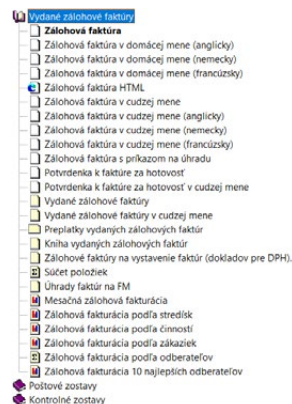 Vydané zálohové faktúry
Zálohová faktúra
Zálohová faktúra v domácej mene (anglicky)
Zálohová faktúra v domácej mene (nemecky)
Zálohová faktúra v domácej mene (francúzsky)
Zálohová faktúra HTML
Zálohová faktúra v cudzej mene
Zálohová faktúra v cudzej mene (anglicky)
Zálohová faktúra v cudzej mene (nemecky)
Zálohová faktúra v cudzej mene (francúzsky)
Zálohová faktúra s príkazom na úhradu
Potvrdenka k faktúre za hotovosť
Potvrdenka k faktúre za hotovosť v cudzej mene
Vydané zálohové faktúry
Vydané zálohové faktúry v cudzej mene
Preplatky vydaných zálohových faktúr
Kniha vydaných zálohových faktúr
Zálohové faktúry na vystavenie faktúr (dokladov pre DPH).
Súčet položiek
Úhrady faktúr na FM
Mesačná zálohová fakturácia
Zálohová fakturácia podľa stredísk
Zálohová fakturácia podľa činností
Zálohová fakturácia podľa zákaziek
Zálohová fakturácia podľa odberateľov
Zálohová fakturácia 10 najlepších odberateľov
Poštové zostavy
Kontrolné zostavy